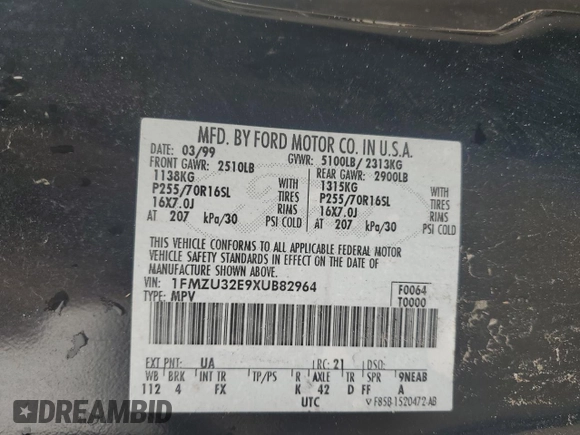 MFD. BY FORD MOTOR CO. IN U.S.A.
DATE: 03/99 GVWR: 5100LB/ 2313KG
FRONT GAWR: 2510LB REAR GAWR: 2900LB
1138KG WITH 1315KG WITH
P255/70R16SL TIRES P255/70R16SL TIRES
16X7.0J RIMS 16X7.0J RIMS
AT 207 kPa/30 PSI COLD AT 207 kPa/30 PSI COLD
THIS VEHICLE CONFORMS TO ALL APPLICABLE FEDERAL MOTOR
VEHICLE SAFETY STANDARDS IN EFFECT ON THE DATE OF
MANUFACTURE SHOWN ABOVE.
VIN: 1FMZU32E9XUB82964 F0064
TYPE: MPV T0000
EXT PNT: UA RC: 21 DSO:
WB BRK INT TR TP/PS R AXLE TR SPR 9NEAB
112 4 FX K 42 D FF A
UTC F85B-1520472-AB
DREAMBID
HISTORY OF AUCTIONS